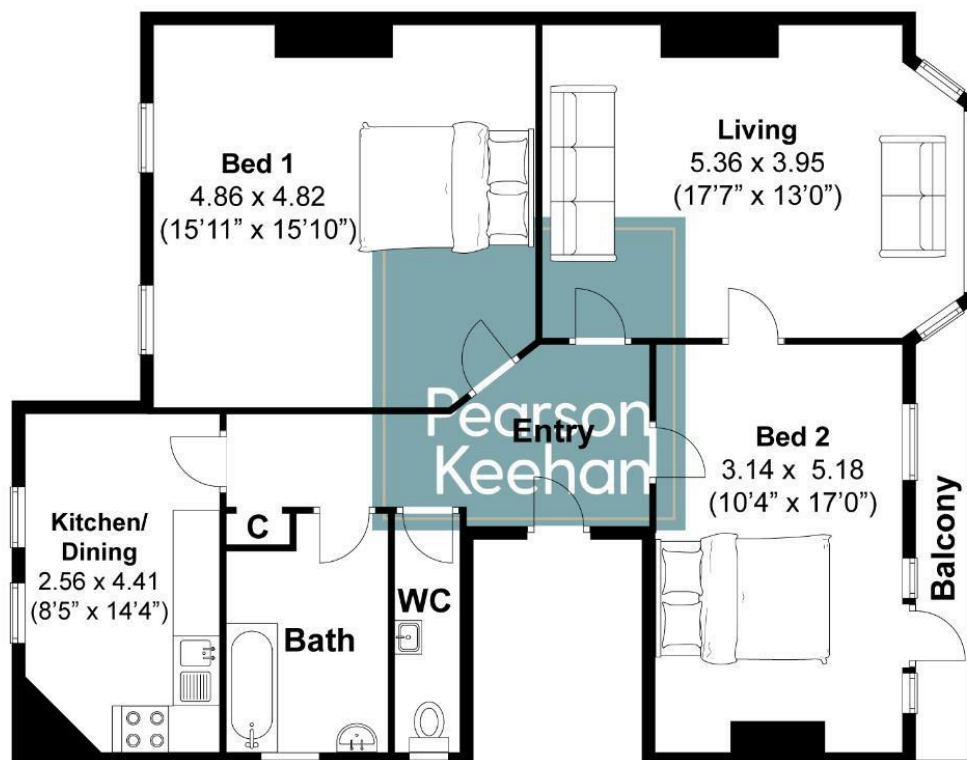 Bed 1
4.86 x 4.82
(15’11” x 15’10”)
Living
5.36 x 3.95
(17’7” x 13’0”)
Pearson
Keehan
Entry
Bed 2
3.14 x 5.18
(10’4” x 17’0”)
Balcony
Kitchen/
Dining
2.56 x 4.41
(8’5” x 14’4”)
C
Bath
WC